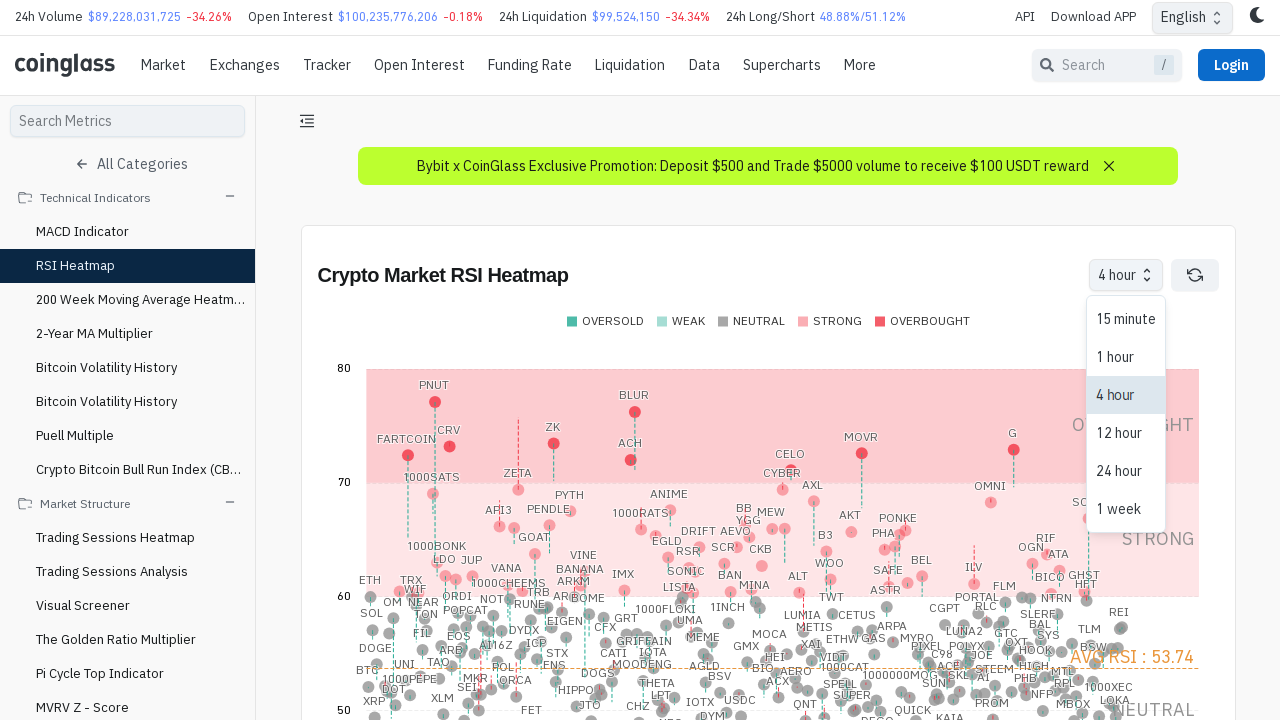 24h Volume $89,228,031,725 -34.26% Open Interest $100,235,776,206 -0.18% 24h Liquidation $99,524,150 -34.34% 24h Long/Short 48.88%/51.12% API Download APP English
coinglass Market Exchanges Tracker Open Interest Funding Rate Liquidation Data Supercharts More Search / Login
Search Metrics
All Categories
Technical Indicators
MACD Indicator
RSI Heatmap
200 Week Moving Average Heatm...
2-Year MA Multiplier
Bitcoin Volatility History
Bitcoin Volatility History
Puell Multiple
Crypto Bitcoin Bull Run Index (CB...
Market Structure
Trading Sessions Heatmap
Trading Sessions Analysis
Visual Screener
The Golden Ratio Multiplier
Pi Cycle Top Indicator
MVRV Z - Score
Bybit x CoinGlass Exclusive Promotion: Deposit $500 and Trade $5000 volume to receive $100 USDT reward
Crypto Market RSI Heatmap
4 hour
15 minute
1 hour
4 hour
12 hour
24 hour
1 week
OVERSOLD WEAK NEUTRAL STRONG OVERBOUGHT
80
PNUT
BLUR
CRV ZK
FARTCOIN ACH MOVR G
CELO
1000SATS ZETA CYBER
70
AXL OMNI
PYTH ANIME
API3 PENDLE 1000RATS BB MEW AKT PONKE
YGG
GOAT DRIFT AEVO B3 PHA RIF
1000BONK EGLD SCR CKB OGN ATA
STRONG
LDO JUP VINE RSR WOO BEL
VANA BANANA SONIC BAN ALT SAFE ILV BICO GHST
ETH TRX 1000CHEEMS ARKM IMX LISTA MINA ASTR FLM HFT
WIF TRB
60
OM NEAR ORDI NOT RUNE BOME TWT PORTAL NTRN
SOL TON POPCAT 1000FLOKI 1INCH LUMIA CETUS CGPT RLC SLERF REI
EIGEN GRT UMA
FIL EOS DYDX CFX MEME MOCA METIS ARPA LUNA2 GTC BAL TLM
SYS
DOGE ARB AI16Z ICP GRIFFAIN GMX XAI ETHW GAS MYRO PIXEL POLYX OXT HOOK BSW
STX CATI IOTA HEI VIDT C98 JOE
AVG RSI : 53.74
BTC UNI TAO POL ENS MOODENG AGLD BIO AERO 1000CAT ACE STEEM HIGH MTL
DOT 1000PEPE MKR ORCA DOGS BSV ACX 1000000MOG SKL AI PHB RPL
SEI HIPPO THETA SPELL SUN 1000XEC
XRP XLM JTO LPT IOTX USDC QNT SUPER PROM NFP MBOX LOKA
50
FET CHZ DYM QUICK KAIA
NEUTRAL